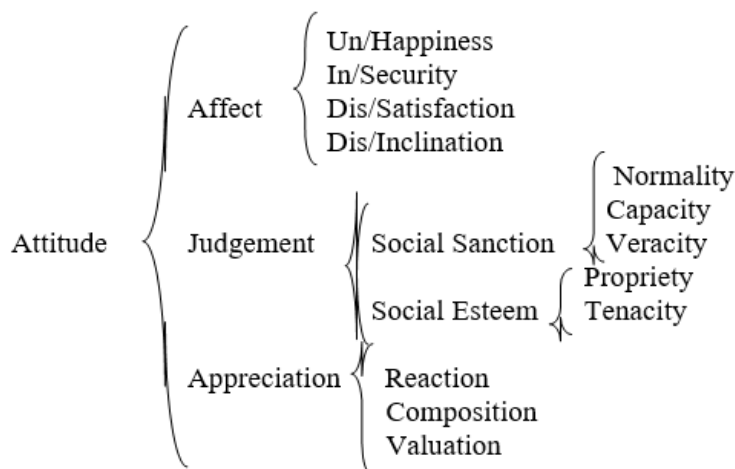 Un/Happiness
In/Security
Affect
Dis/Satisfaction
Dis/Inclination
Normality
Capacity
Attitude
Judgement
Social Sanction
Veracity
Propriety
Social Esteem
Tenacity
Appreciation
Reaction
Composition
Valuation